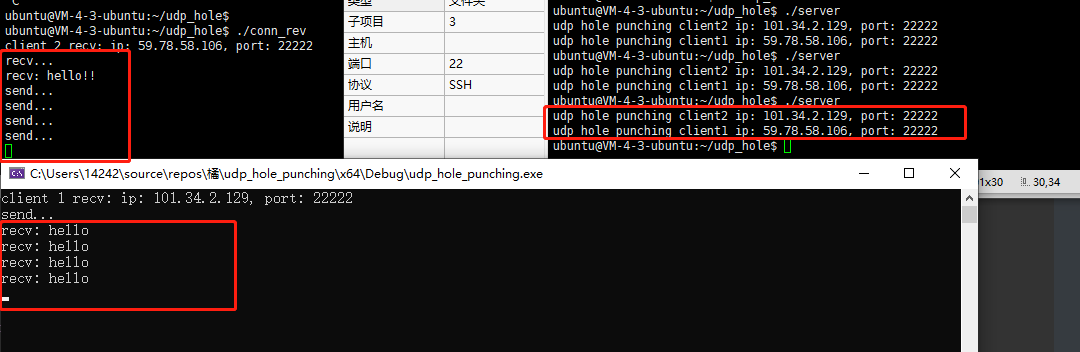 ^C
ubuntu@VM-4-3-ubuntu:~/udp_hole$
ubuntu@VM-4-3-ubuntu:~/udp_hole$ ./conn_rev
client 2 recv: ip: 59.78.58.106, port: 22222
recv...
recv: hello!!
send...
send...
send...
send...
类型 文件夹
子项目 3
主机
端口 22
协议 SSH
用户名
说明
ubuntu@VM-4-3-ubuntu:~/udp_hole$ ./server
udp hole punching client2 ip: 101.34.2.129, port: 22222
udp hole punching client1 ip: 59.78.58.106, port: 22222
ubuntu@VM-4-3-ubuntu:~/udp_hole$ ./server
udp hole punching client2 ip: 101.34.2.129, port: 22222
udp hole punching client1 ip: 59.78.58.106, port: 22222
ubuntu@VM-4-3-ubuntu:~/udp_hole$ ./server
udp hole punching client2 ip: 101.34.2.129, port: 22222
udp hole punching client1 ip: 59.78.58.106, port: 22222
ubuntu@VM-4-3-ubuntu:~/udp_hole$
C:\Users\14242\source\repos\橘\udp_hole_punching\x64\Debug\udp_hole_punching.exe
client 1 recv: ip: 101.34.2.129, port: 22222
send...
recv: hello
recv: hello
recv: hello
recv: hello
30,34